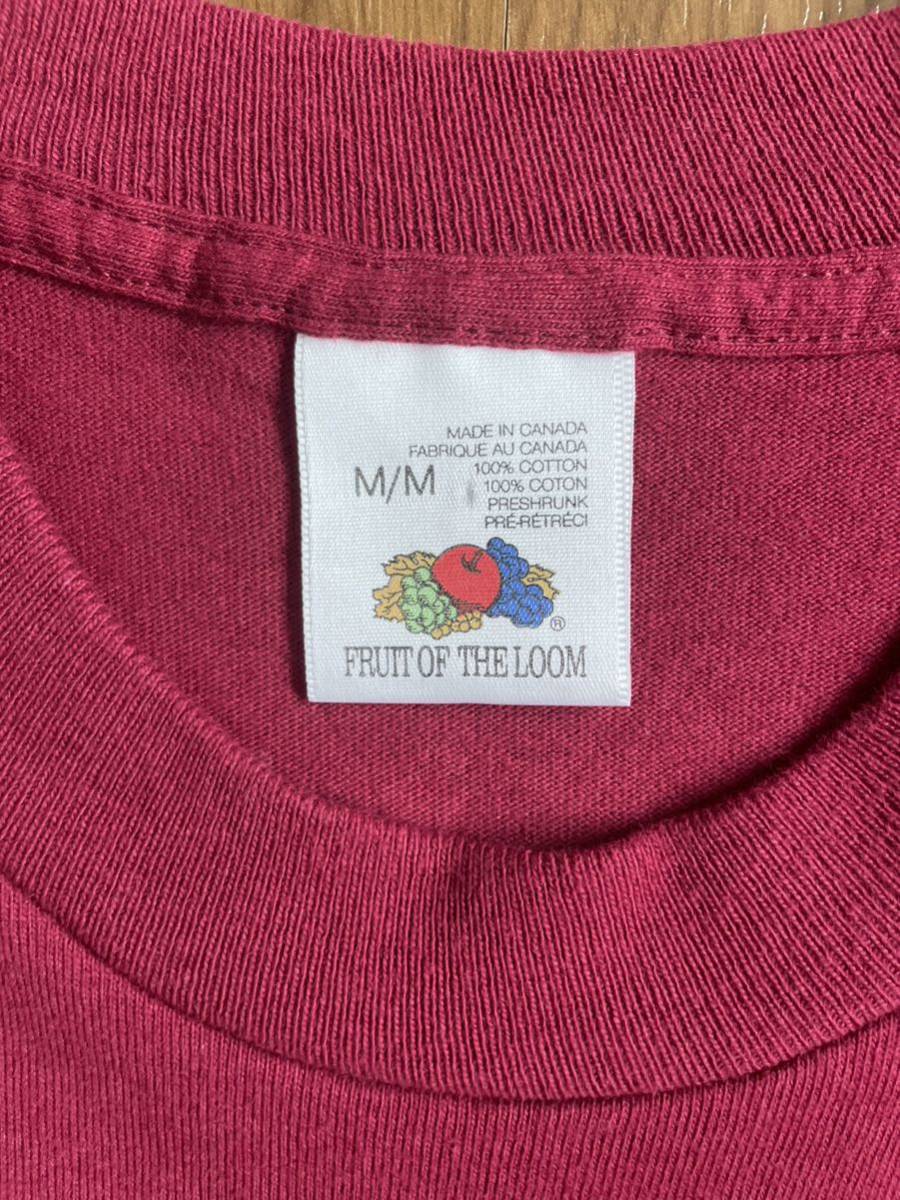 MADE IN CANADA
FABRIQUE AU CANADA
100% COTTON
M/M
100% COTON
PRESHRUNK
PRÉ-RÉTRÉCI
®
FRUIT OF THE LOOM